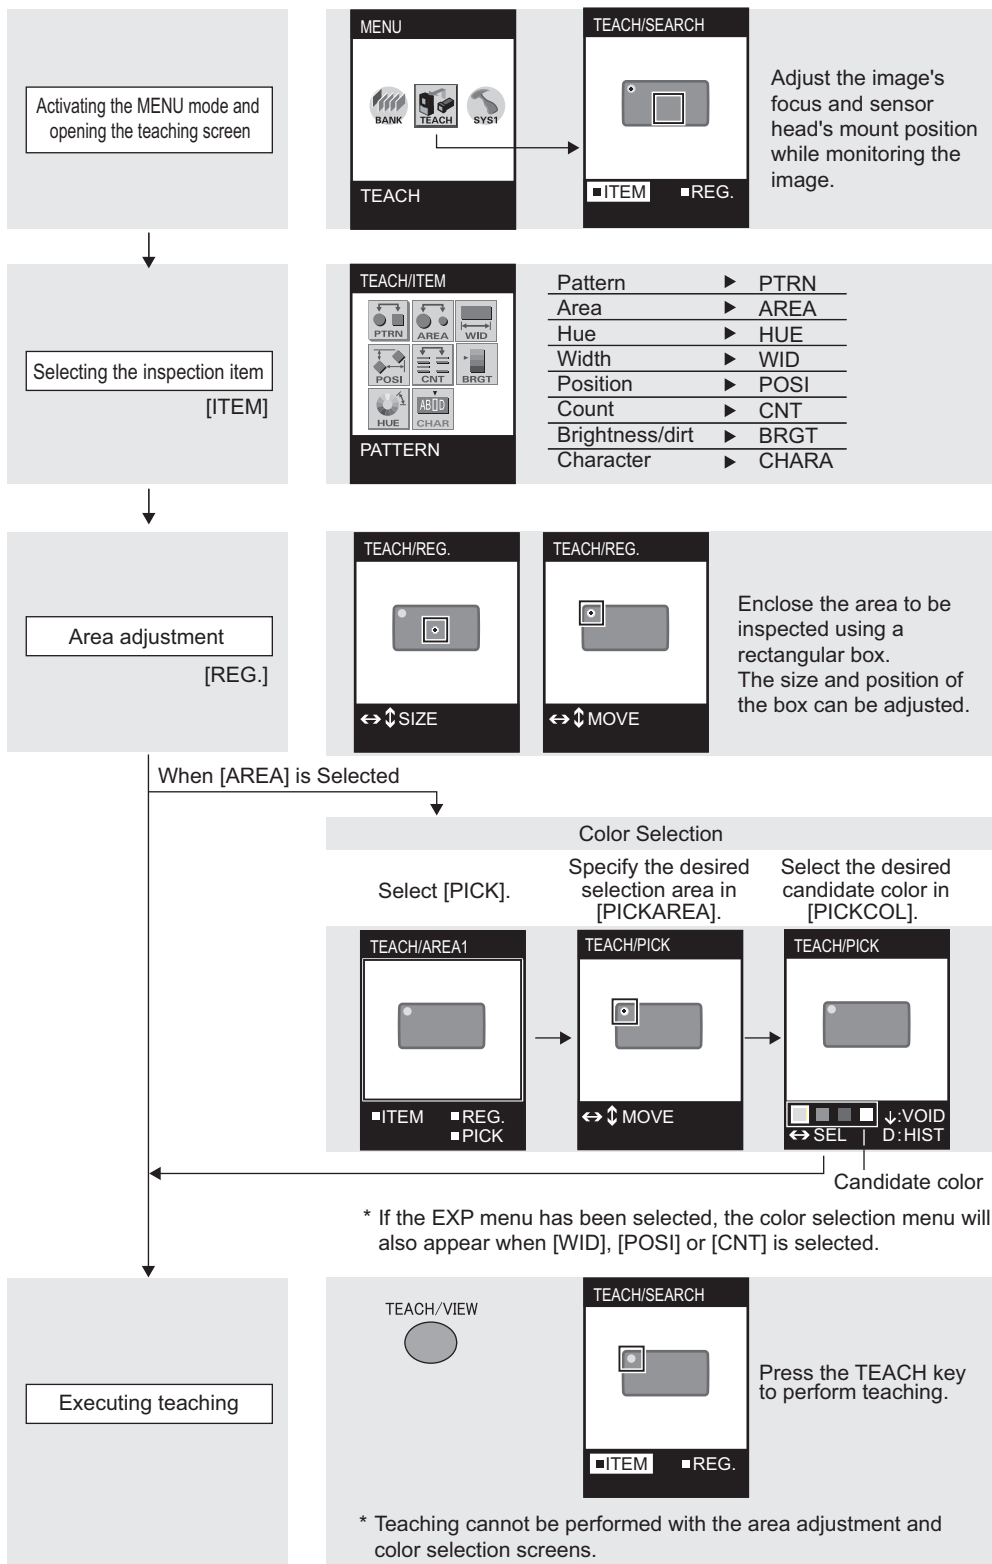 Activating the MENU mode and
opening the teaching screen
MENU
BANK
TEACH
SYS1
TEACH
TEACH/SEARCH
■ITEM ■REG.
Adjust the image's
focus and sensor
head's mount position
while monitoring the
image.
Selecting the inspection item
[ITEM]
TEACH/ITEM
PTRN AREA WID
POSI CNT BRGT
HUE AB▯D CHAR
PATTERN
Pattern ▶ PTRN
Area ▶ AREA
Hue ▶ HUE
Width ▶ WID
Position ▶ POSI
Count ▶ CNT
Brightness/dirt ▶ BRGT
Character ▶ CHARA
Area adjustment
[REG.]
TEACH/REG.
↔↕SIZE
TEACH/REG.
↔↕MOVE
Enclose the area to be
inspected using a
rectangular box.
The size and position of
the box can be adjusted.
When [AREA] is Selected
Color Selection
Select [PICK].
Specify the desired
selection area in
[PICKAREA].
Select the desired
candidate color in
[PICKCOL].
TEACH/AREA1
■ITEM ■REG.
■PICK
TEACH/PICK
↔↕MOVE
TEACH/PICK
↓:VOID
↔SEL D:HIST
Candidate color
* If the EXP menu has been selected, the color selection menu will
also appear when [WID], [POSI] or [CNT] is selected.
Executing teaching
TEACH/VIEW
TEACH/SEARCH
■ITEM ■REG.
Press the TEACH key
to perform teaching.
* Teaching cannot be performed with the area adjustment and
color selection screens.